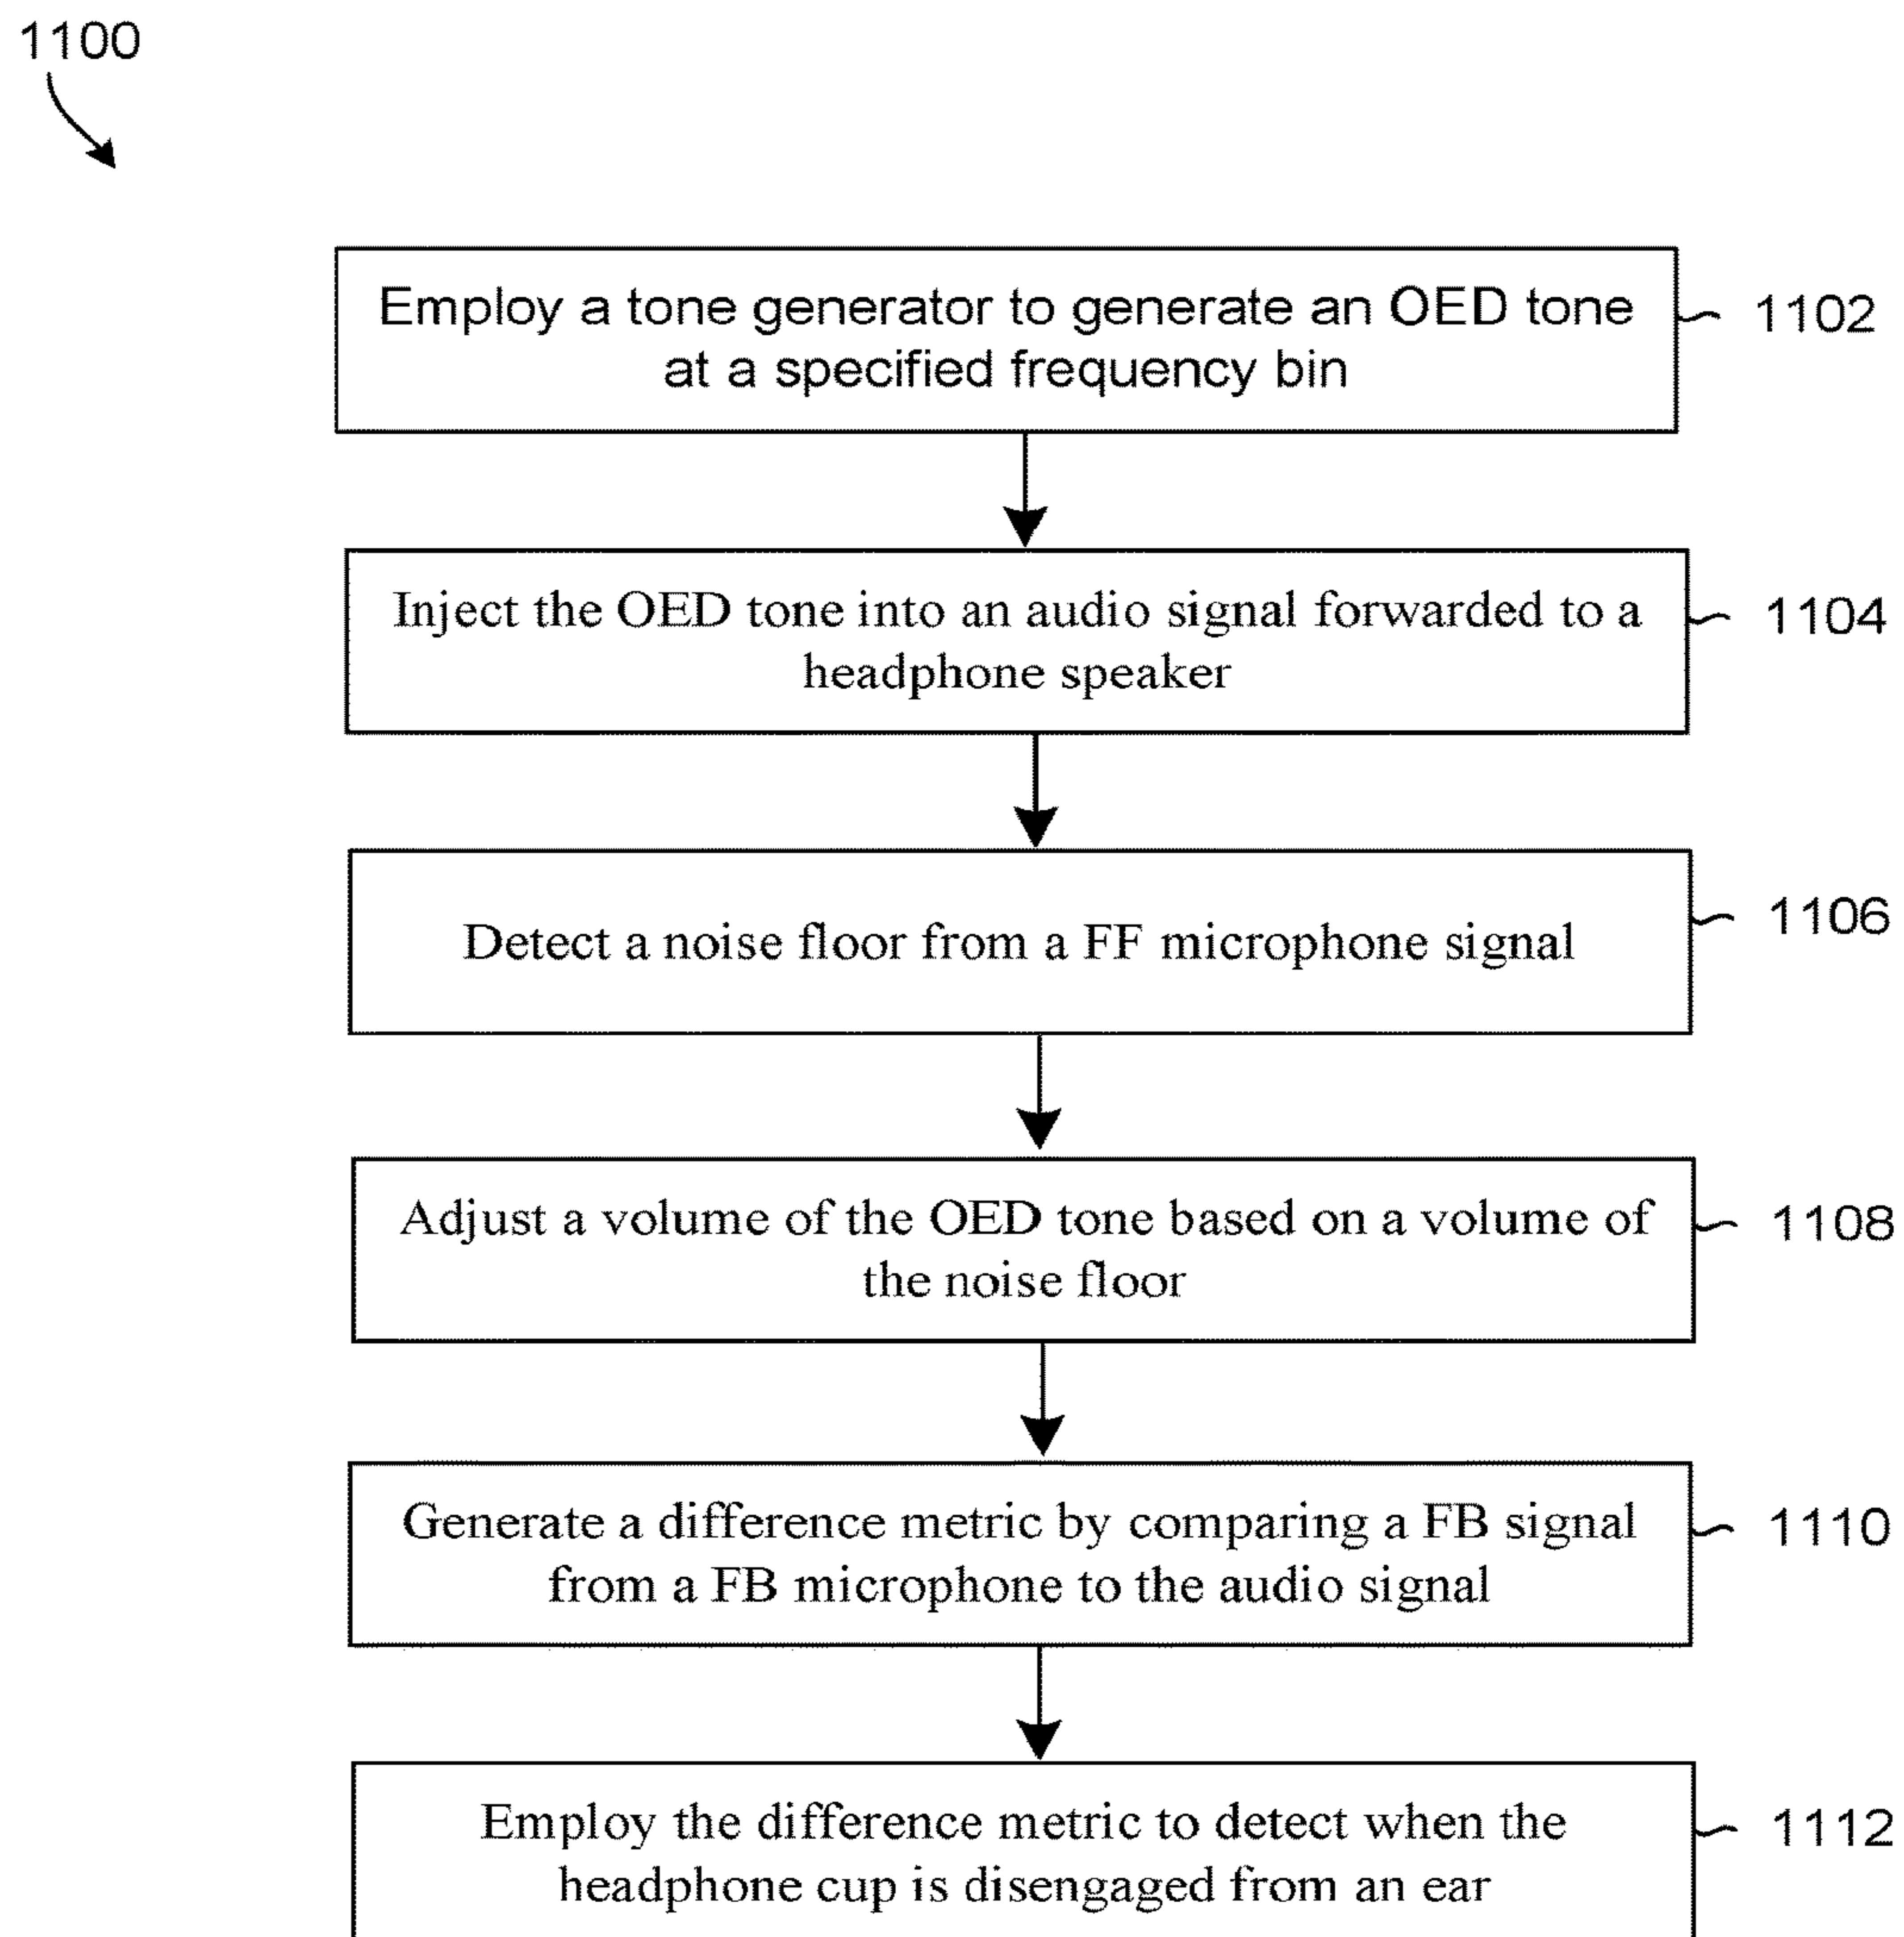 1100
Employ a tone generator to generate an OED tone
at a specified frequency bin
1102
Inject the OED tone into an audio signal forwarded to a
headphone speaker
1104
Detect a noise floor from a FF microphone signal
1106
Adjust a volume of the OED tone based on a volume of
the noise floor
1108
Generate a difference metric by comparing a FB signal
from a FB microphone to the audio signal
1110
Employ the difference metric to detect when the
headphone cup is disengaged from an ear
1112